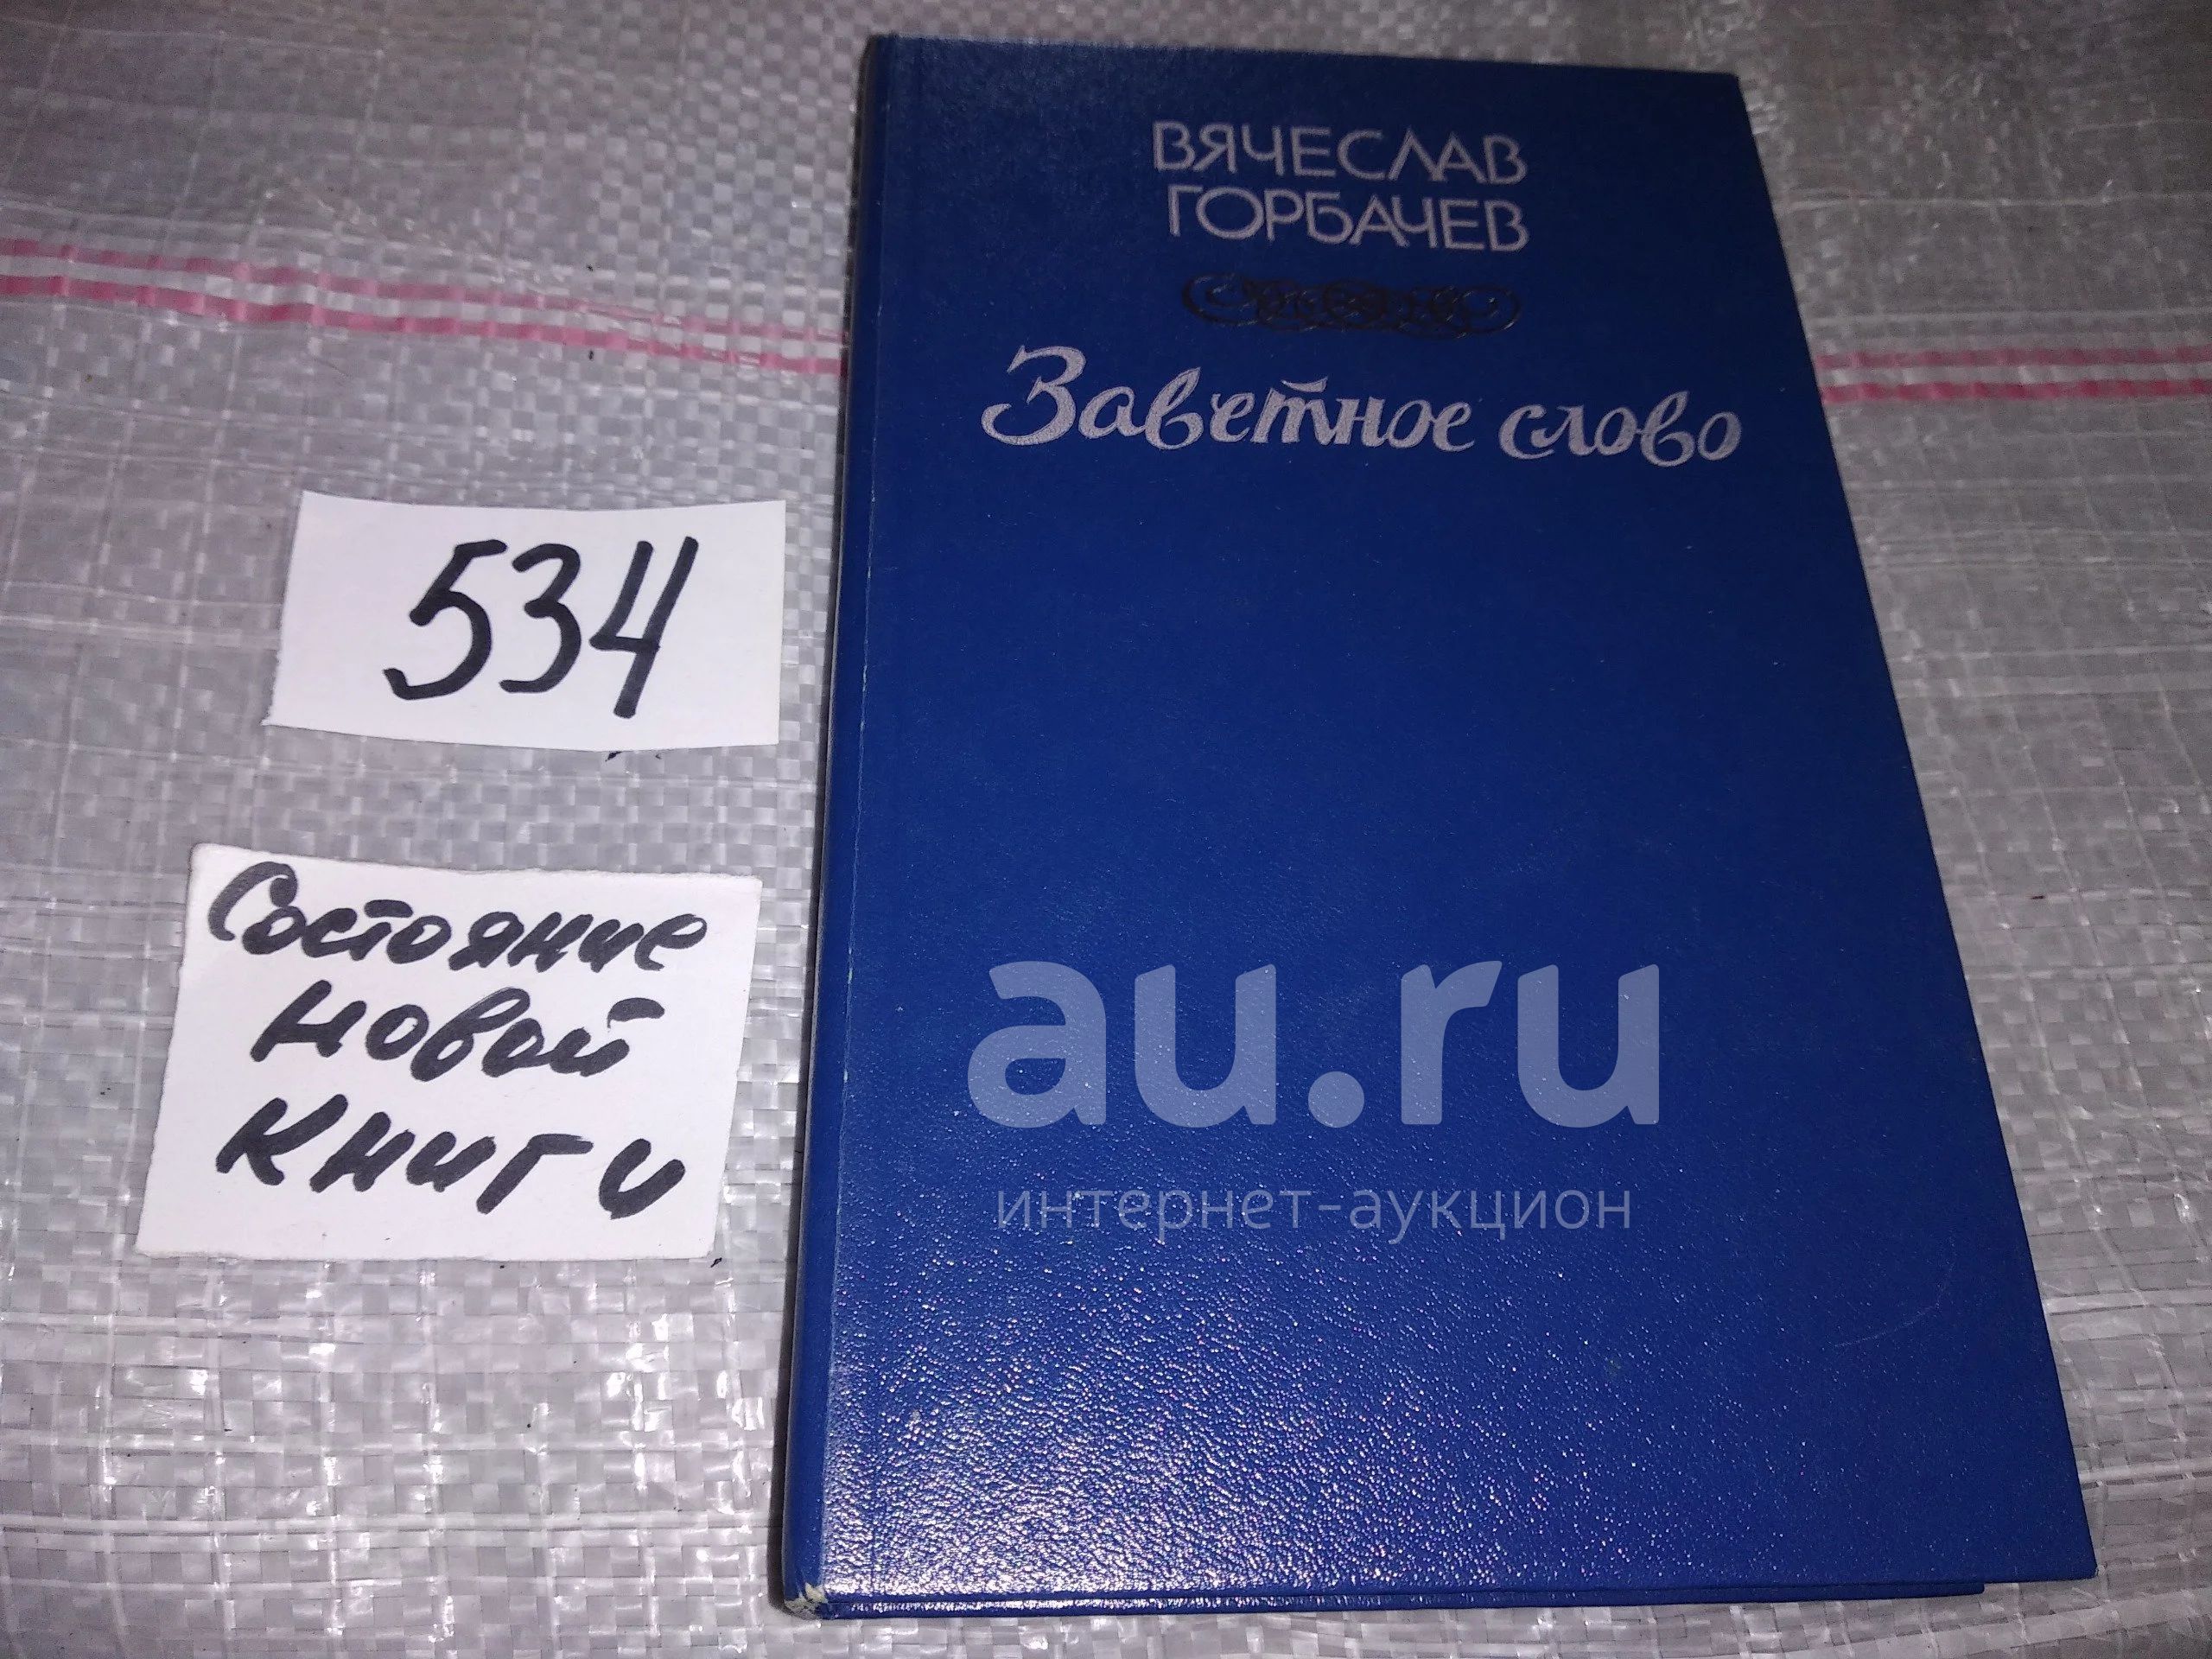 ВЯЧЕСЛАВ
ГОРБАЧЕВ
Заветное слово
534
Состояние
новой
книги
au.ru
интернет-аукцион